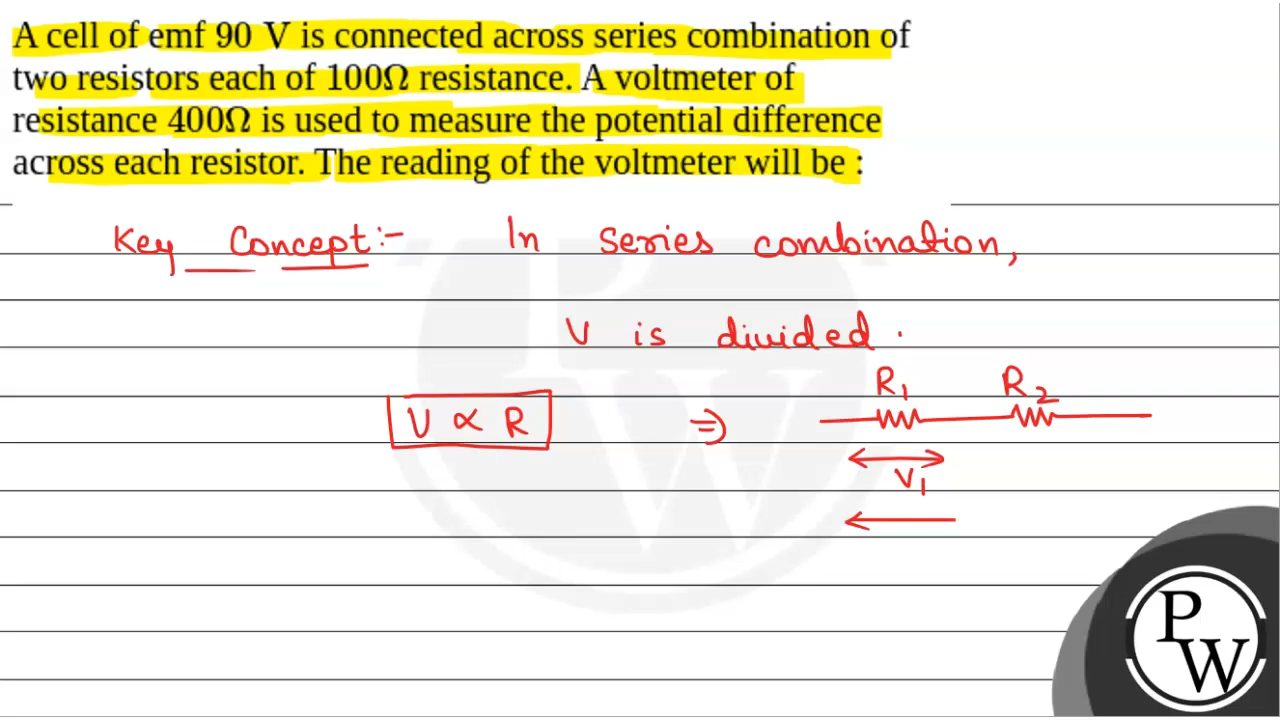 A cell of emf 90 V is connected across series combination of
two resistors each of 100Ω resistance. A voltmeter of
resistance 400Ω is used to measure the potential difference
across each resistor. The reading of the voltmeter will be :
Key Concept:- In series combination,
V is divided.
V ∝ R ⇒ R₁ R₂
V₁
PW
PW